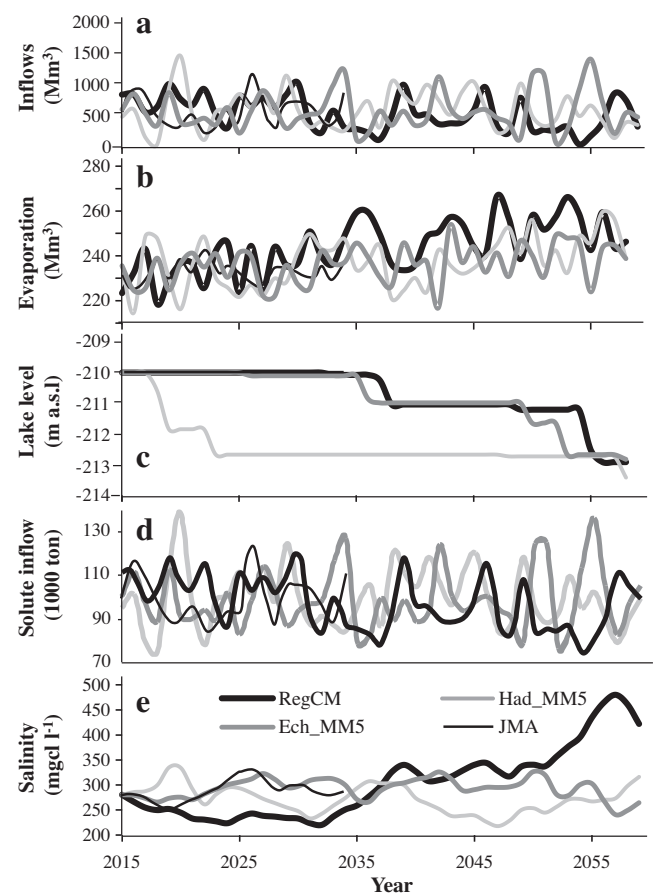 a
2000
1500
1000
500
0
Inflows
(Mm³)
b
280
260
240
220
Evaporation
(Mm³)
-209
-210
-211
-212
-213
-214
Lake level
(m a.s.l)
c
d
130
110
90
70
Solute inflow
(1000 ton)
e
500
450
400
350
300
250
200
Salinity
(mgcl l⁻¹)
RegCM
Had_MM5
Ech_MM5
JMA
2015 2025 2035 2045 2055
Year